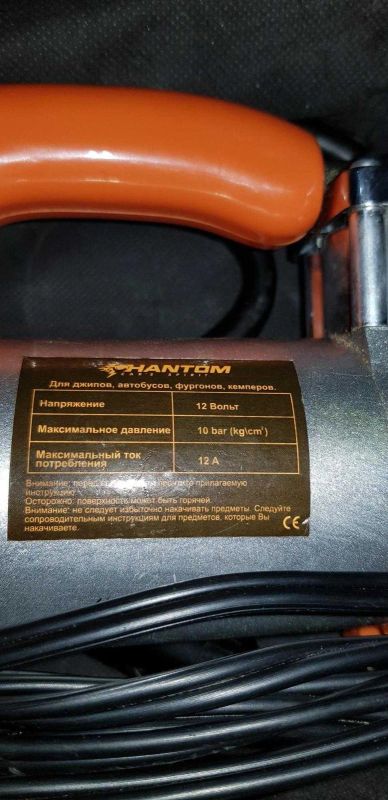 PHANTOM
Для джипов, автобусов, фургонов, кемперов.
Напряжение 12 Вольт
Максимальное давление 10 bar (kg\cm²)
Максимальный ток
потребления 12 А
Внимание: перед прочтите прилагаемую
инструкцию.
Осторожно: поверхность может быть горячей.
Внимание: не следует избыточно накачивать предметы. Следуйте
сопроводительным инструкциям для предметов, которые Вы
накачиваете.
CE